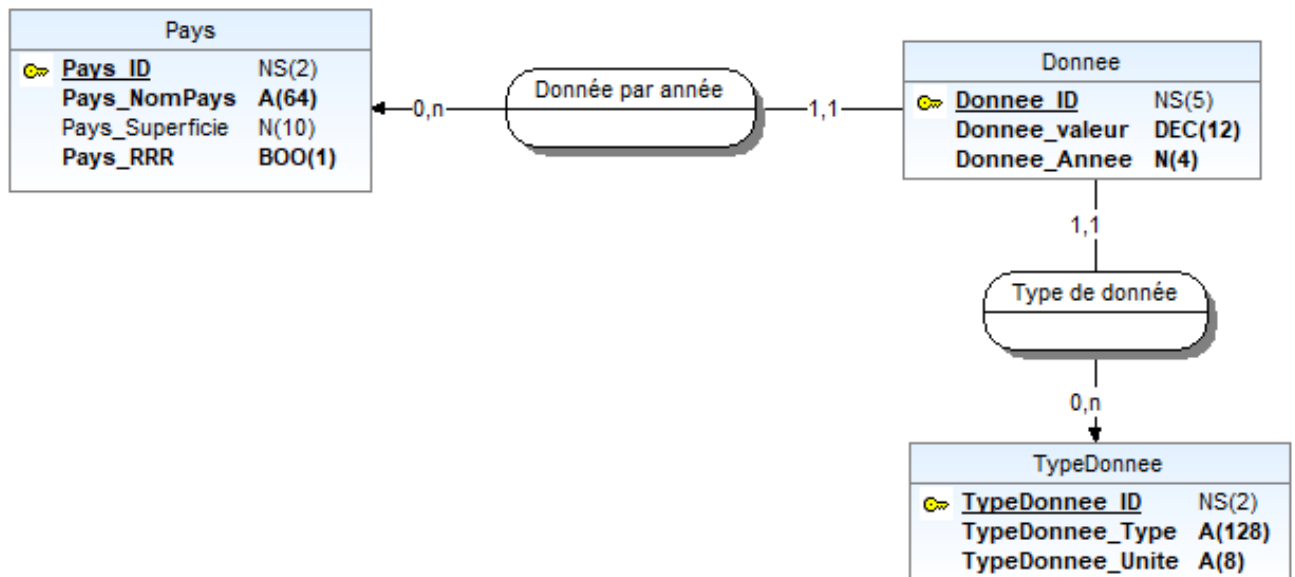 Pays
Pays_ID NS(2)
Pays_NomPays A(64)
Pays_Superficie N(10)
Pays_RRR BOO(1)
0,n
Donnée par année
1,1
Donnee
Donnee_ID NS(5)
Donnee_valeur DEC(12)
Donnee_Annee N(4)
1,1
Type de donnée
0,n
TypeDonnee
TypeDonnee_ID NS(2)
TypeDonnee_Type A(128)
TypeDonnee_Unite A(8)